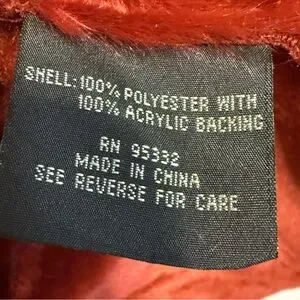 SHELL:100% POLYESTER WITH
100% ACRYLIC BACKING
RN 95332
MADE IN CHINA
SEE REVERSE FOR CARE